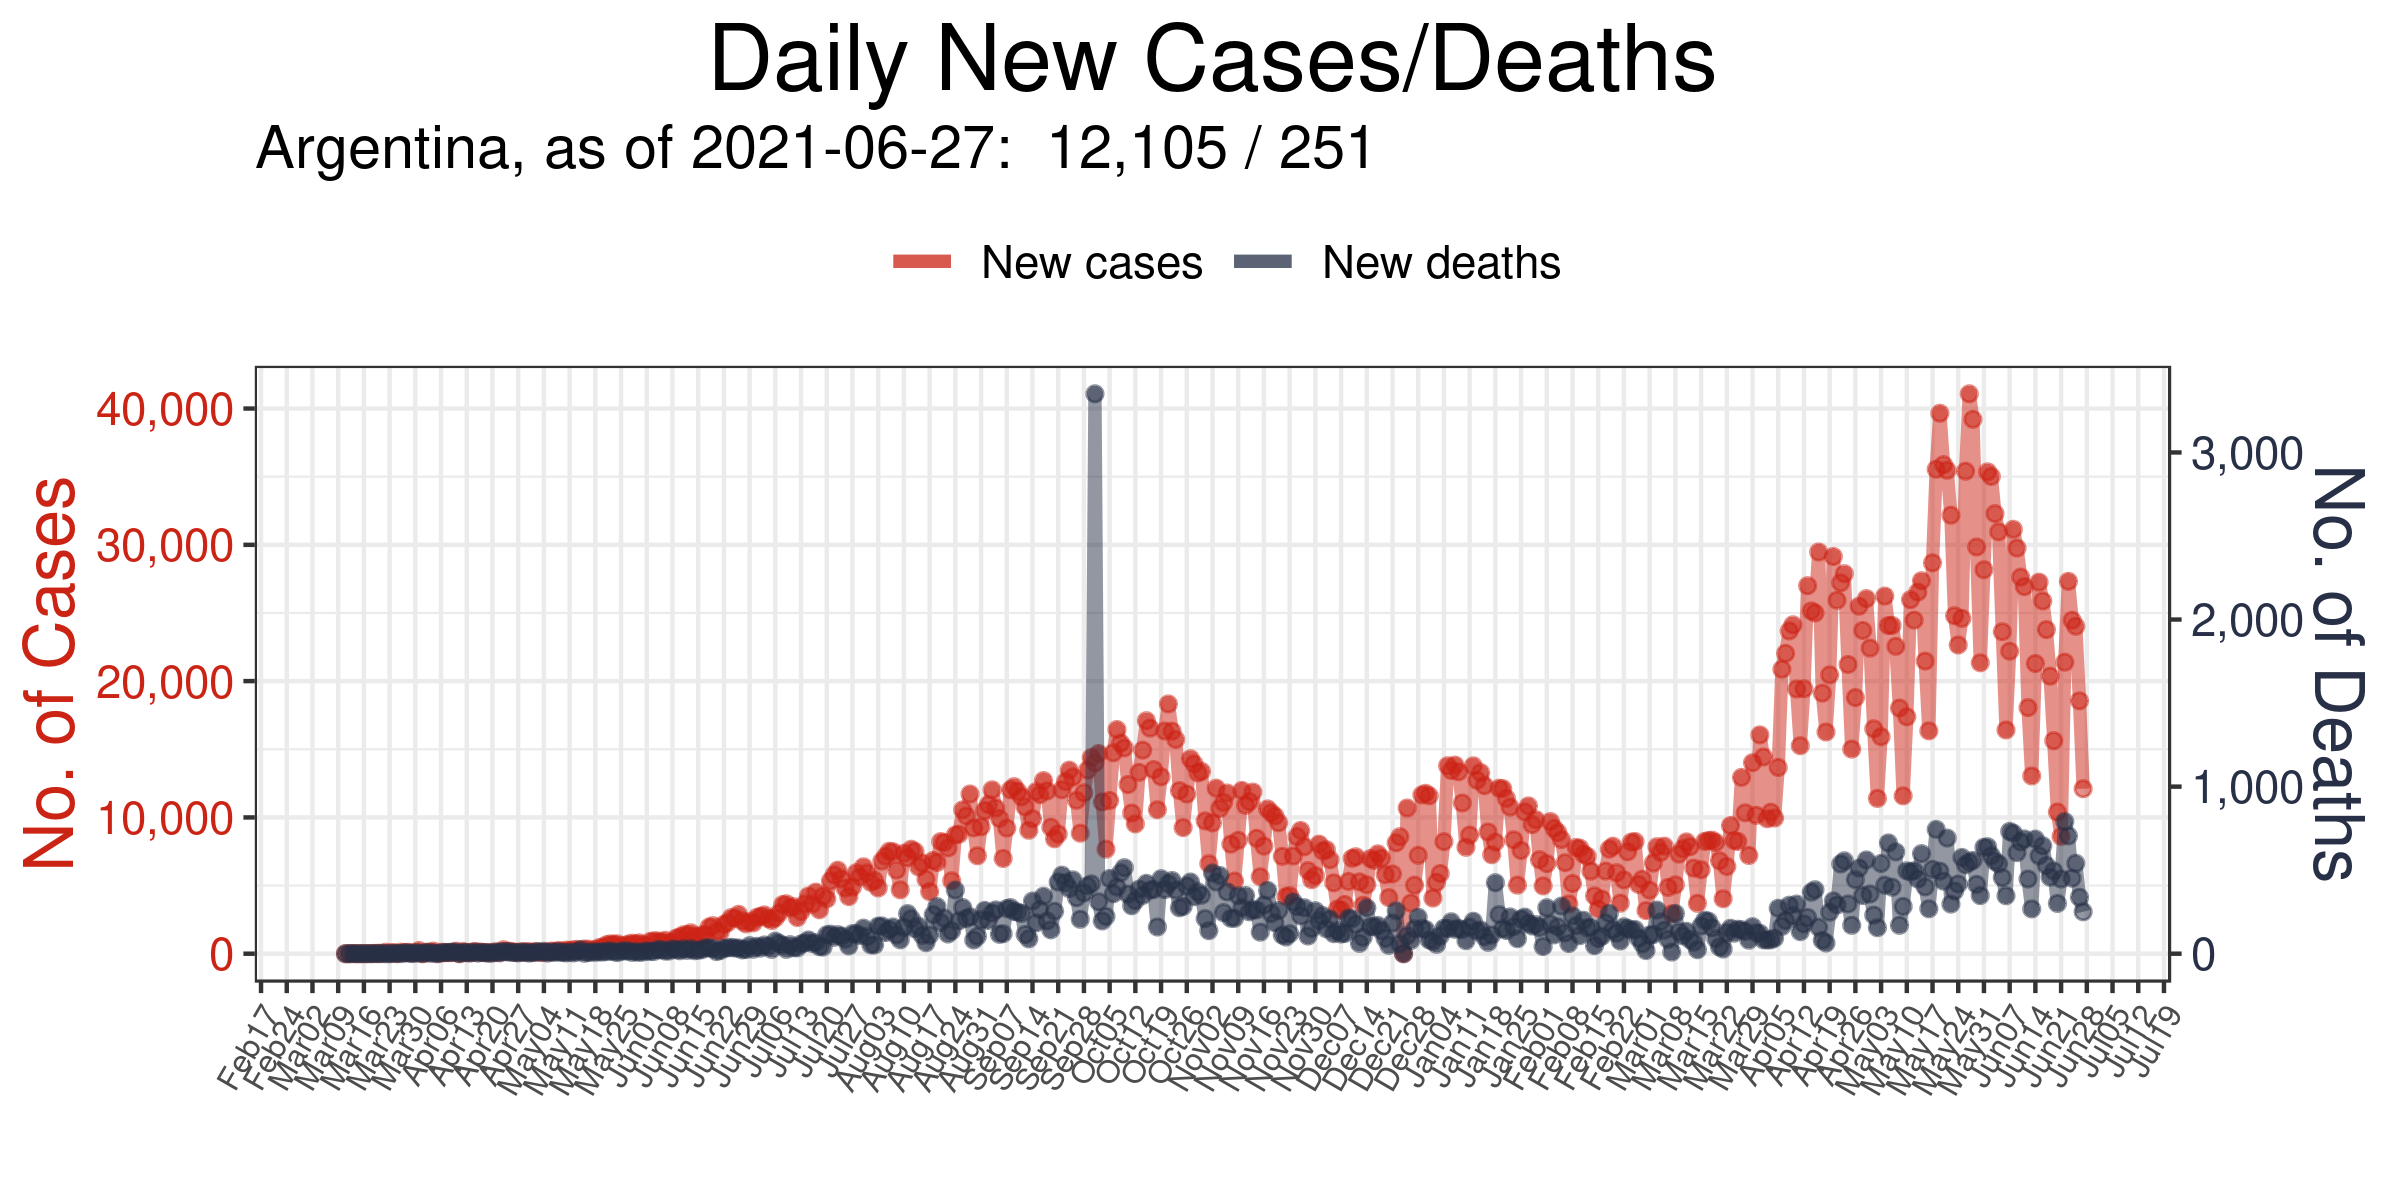 Daily New Cases/Deaths
Argentina, as of 2021-06-27: 12,105 / 251
New cases
New deaths
No. of Cases
40,000
30,000
20,000
10,000
0
3,000
2,000
1,000
0
No. of Deaths
Feb17
Feb24
Mar02
Mar09
Mar16
Mar23
Mar30
Apr06
Apr13
Apr20
Apr27
May04
May11
May18
May25
Jun01
Jun08
Jun15
Jun22
Jun29
Jul06
Jul13
Jul20
Jul27
Aug03
Aug10
Aug17
Aug24
Aug31
Sep07
Sep14
Sep21
Sep28
Oct05
Oct12
Oct19
Oct26
Nov02
Nov09
Nov16
Nov23
Nov30
Dec07
Dec14
Dec21
Dec28
Jan04
Jan11
Jan18
Jan25
Feb01
Feb08
Feb15
Feb22
Mar01
Mar08
Mar15
Mar22
Mar29
Apr05
Apr12
Apr19
Apr26
May03
May10
May17
May24
May31
Jun07
Jun14
Jun21
Jun28
Jul05
Jul12
Jul19